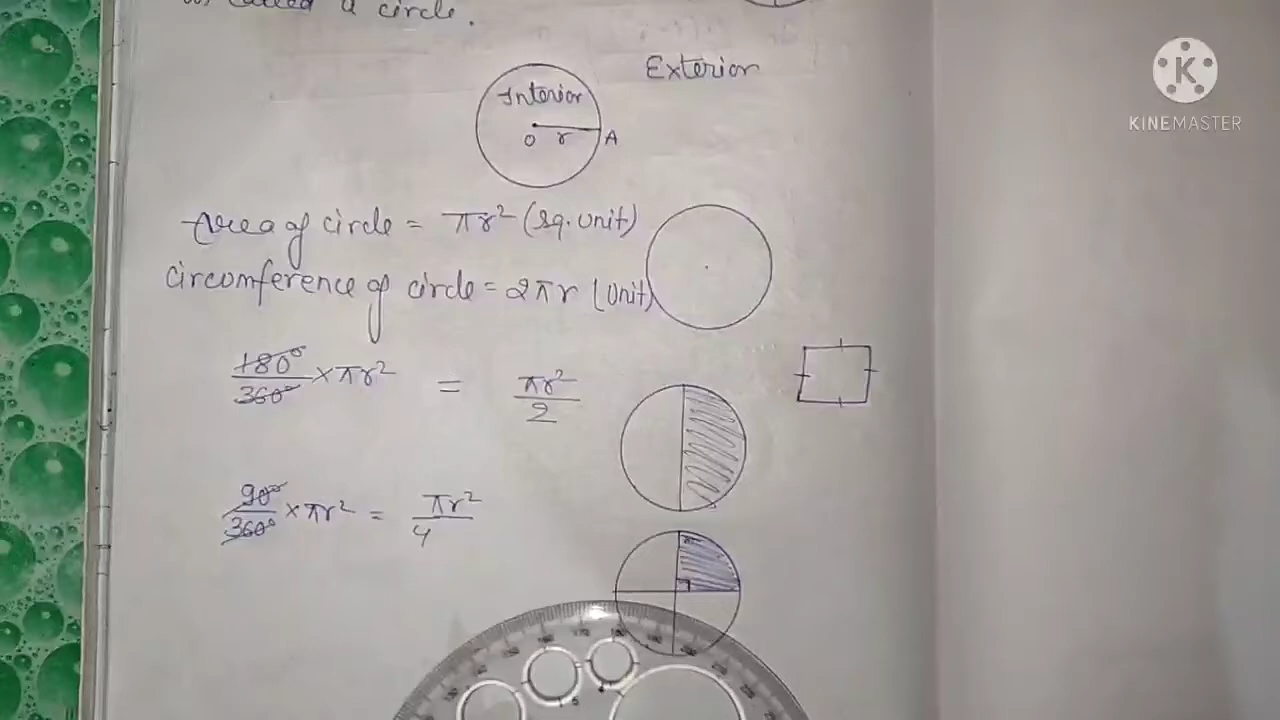 called a circle.
Exterior
Interior
O r A
Area of circle = πr² (sq. unit)
Circumference of circle = 2πr (unit)
180°/360° × πr² = πr²/2
90°/360° × πr² = πr²/4
K
KINEMASTER